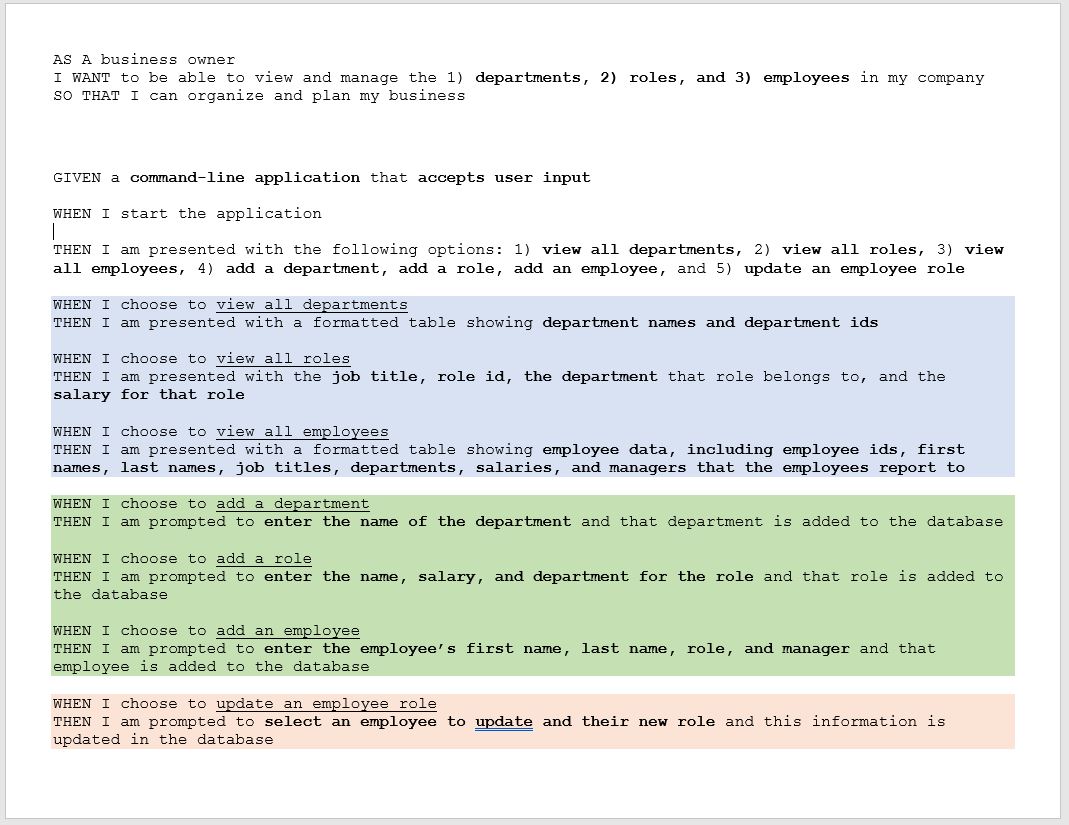 AS A business owner
I WANT to be able to view and manage the 1) departments, 2) roles, and 3) employees in my company
SO THAT I can organize and plan my business
GIVEN a command-line application that accepts user input
WHEN I start the application
THEN I am presented with the following options: 1) view all departments, 2) view all roles, 3) view
all employees, 4) add a department, add a role, add an employee, and 5) update an employee role
WHEN I choose to view all departments
THEN I am presented with a formatted table showing department names and department ids
WHEN I choose to view all roles
THEN I am presented with the job title, role id, the department that role belongs to, and the
salary for that role
WHEN I choose to view all employees
THEN I am presented with a formatted table showing employee data, including employee ids, first
names, last names, job titles, departments, salaries, and managers that the employees report to
WHEN I choose to add a department
THEN I am prompted to enter the name of the department and that department is added to the database
WHEN I choose to add a role
THEN I am prompted to enter the name, salary, and department for the role and that role is added to
the database
WHEN I choose to add an employee
THEN I am prompted to enter the employee’s first name, last name, role, and manager and that
employee is added to the database
WHEN I choose to update an employee role
THEN I am prompted to select an employee to update and their new role and this information is
updated in the database